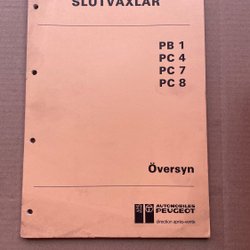 SLUTVÄXLAR
PB 1
PC 4
PC 7
PC 8
Översyn
AUTOMOBILES
PEUGEOT
direction après-vente